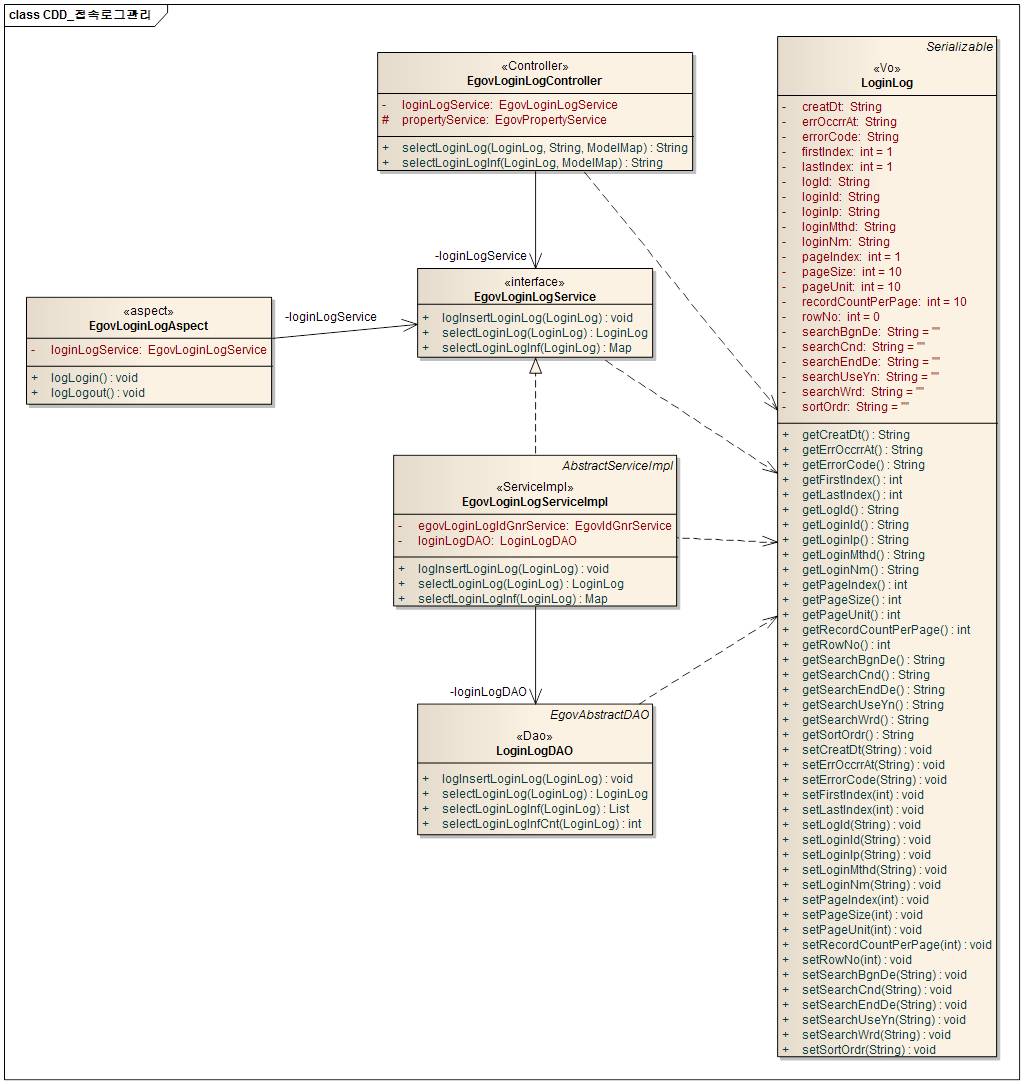 class CDD_접속로그관리
«Controller»
EgovLoginLogController
- loginLogService: EgovLoginLogService
# propertyService: EgovPropertyService
+ selectLoginLog(LoginLog, String, ModelMap) : String
+ selectLoginLogInf(LoginLog, ModelMap) : String
-loginLogService
«interface»
EgovLoginLogService
+ logInsertLoginLog(LoginLog) : void
+ selectLoginLog(LoginLog) : LoginLog
+ selectLoginLogInf(LoginLog) : Map
«aspect»
EgovLoginLogAspect
- loginLogService: EgovLoginLogService
+ logLogin() : void
+ logLogout() : void
-loginLogService
AbstractServiceImpl
«ServiceImpl»
EgovLoginLogServiceImpl
- egovLoginLogIdGnrService: EgovIdGnrService
- loginLogDAO: LoginLogDAO
+ logInsertLoginLog(LoginLog) : void
+ selectLoginLog(LoginLog) : LoginLog
+ selectLoginLogInf(LoginLog) : Map
-loginLogDAO
EgovAbstractDAO
«Dao»
LoginLogDAO
+ logInsertLoginLog(LoginLog) : void
+ selectLoginLog(LoginLog) : LoginLog
+ selectLoginLogInf(LoginLog) : List
+ selectLoginLogInfCnt(LoginLog) : int
Serializable
«Vo»
LoginLog
- creatDt: String
- errOccrrAt: String
- errorCode: String
- firstIndex: int = 1
- lastIndex: int = 1
- logId: String
- loginId: String
- loginIp: String
- loginMthd: String
- loginNm: String
- pageIndex: int = 1
- pageSize: int = 10
- pageUnit: int = 10
- recordCountPerPage: int = 10
- rowNo: int = 0
- searchBgnDe: String = ""
- searchCnd: String = ""
- searchEndDe: String = ""
- searchUseYn: String = ""
- searchWrd: String = ""
- sortOrdr: String = ""
+ getCreatDt() : String
+ getErrOccrrAt() : String
+ getErrorCode() : String
+ getFirstIndex() : int
+ getLastIndex() : int
+ getLogId() : String
+ getLoginId() : String
+ getLoginIp() : String
+ getLoginMthd() : String
+ getLoginNm() : String
+ getPageIndex() : int
+ getPageSize() : int
+ getPageUnit() : int
+ getRecordCountPerPage() : int
+ getRowNo() : int
+ getSearchBgnDe() : String
+ getSearchCnd() : String
+ getSearchEndDe() : String
+ getSearchUseYn() : String
+ getSearchWrd() : String
+ getSortOrdr() : String
+ setCreatDt(String) : void
+ setErrOccrrAt(String) : void
+ setErrorCode(String) : void
+ setFirstIndex(int) : void
+ setLastIndex(int) : void
+ setLogId(String) : void
+ setLoginId(String) : void
+ setLoginIp(String) : void
+ setLoginMthd(String) : void
+ setLoginNm(String) : void
+ setPageIndex(int) : void
+ setPageSize(int) : void
+ setPageUnit(int) : void
+ setRecordCountPerPage(int) : void
+ setRowNo(int) : void
+ setSearchBgnDe(String) : void
+ setSearchCnd(String) : void
+ setSearchEndDe(String) : void
+ setSearchUseYn(String) : void
+ setSearchWrd(String) : void
+ setSortOrdr(String) : void